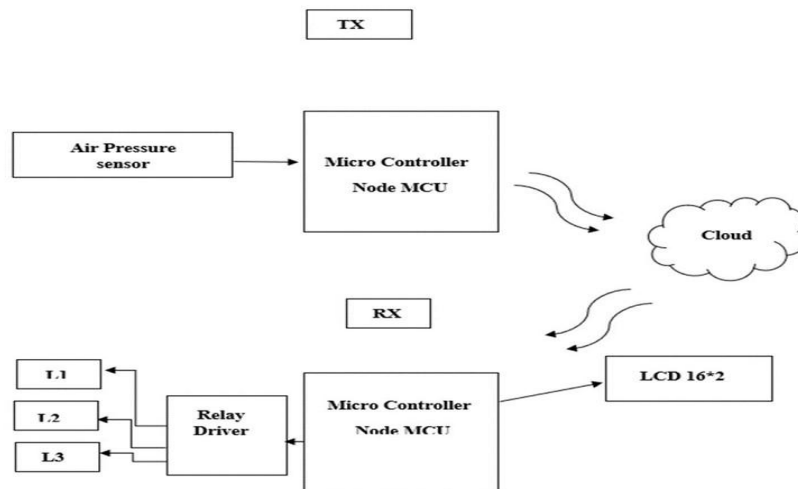 TX
Air Pressure
sensor
Micro Controller
Node MCU
Cloud
RX
L1
L2
L3
Relay
Driver
Micro Controller
Node MCU
LCD 16*2